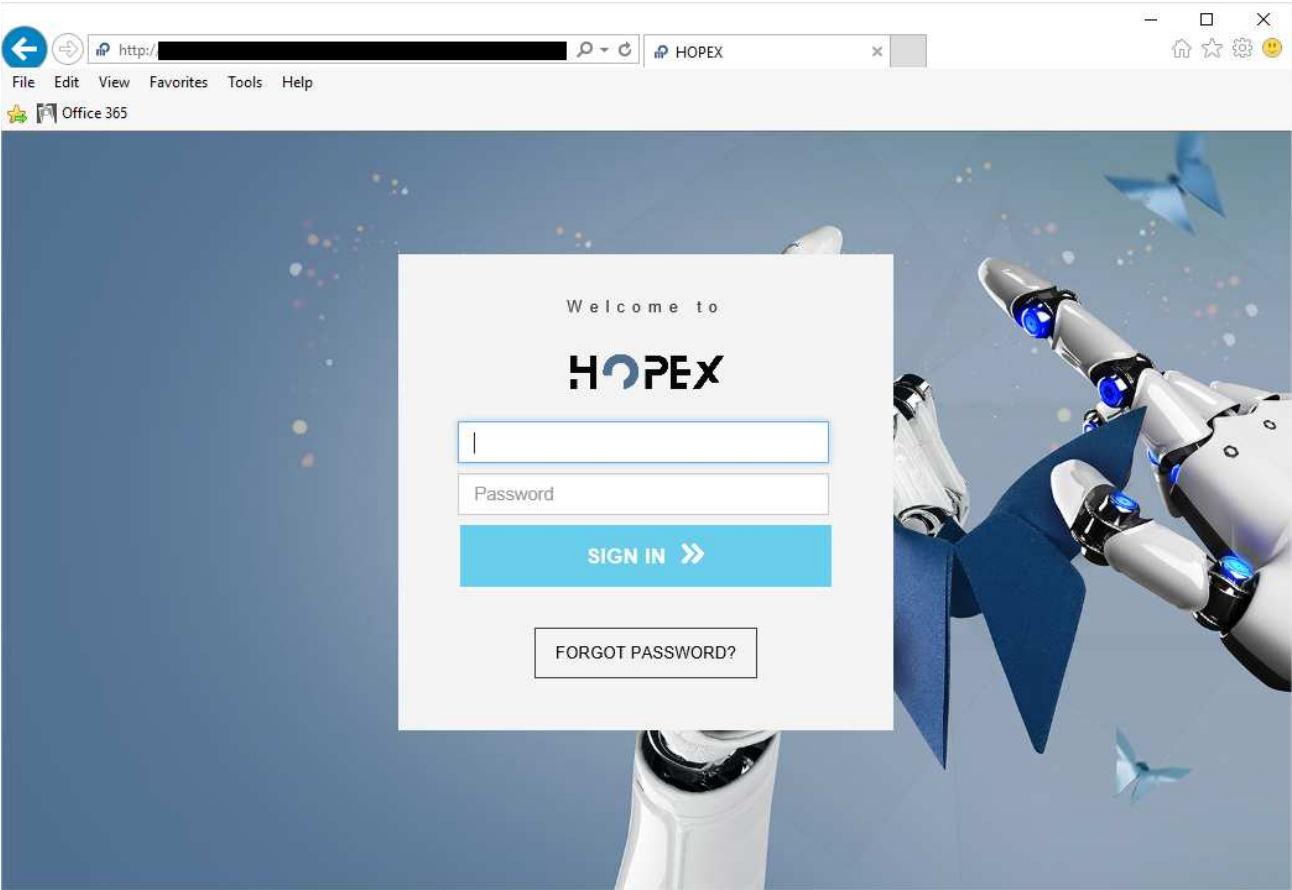 http://
HOPEX
File Edit View Favorites Tools Help
Office 365
Welcome to
HOPEX
Password
SIGN IN
FORGOT PASSWORD?